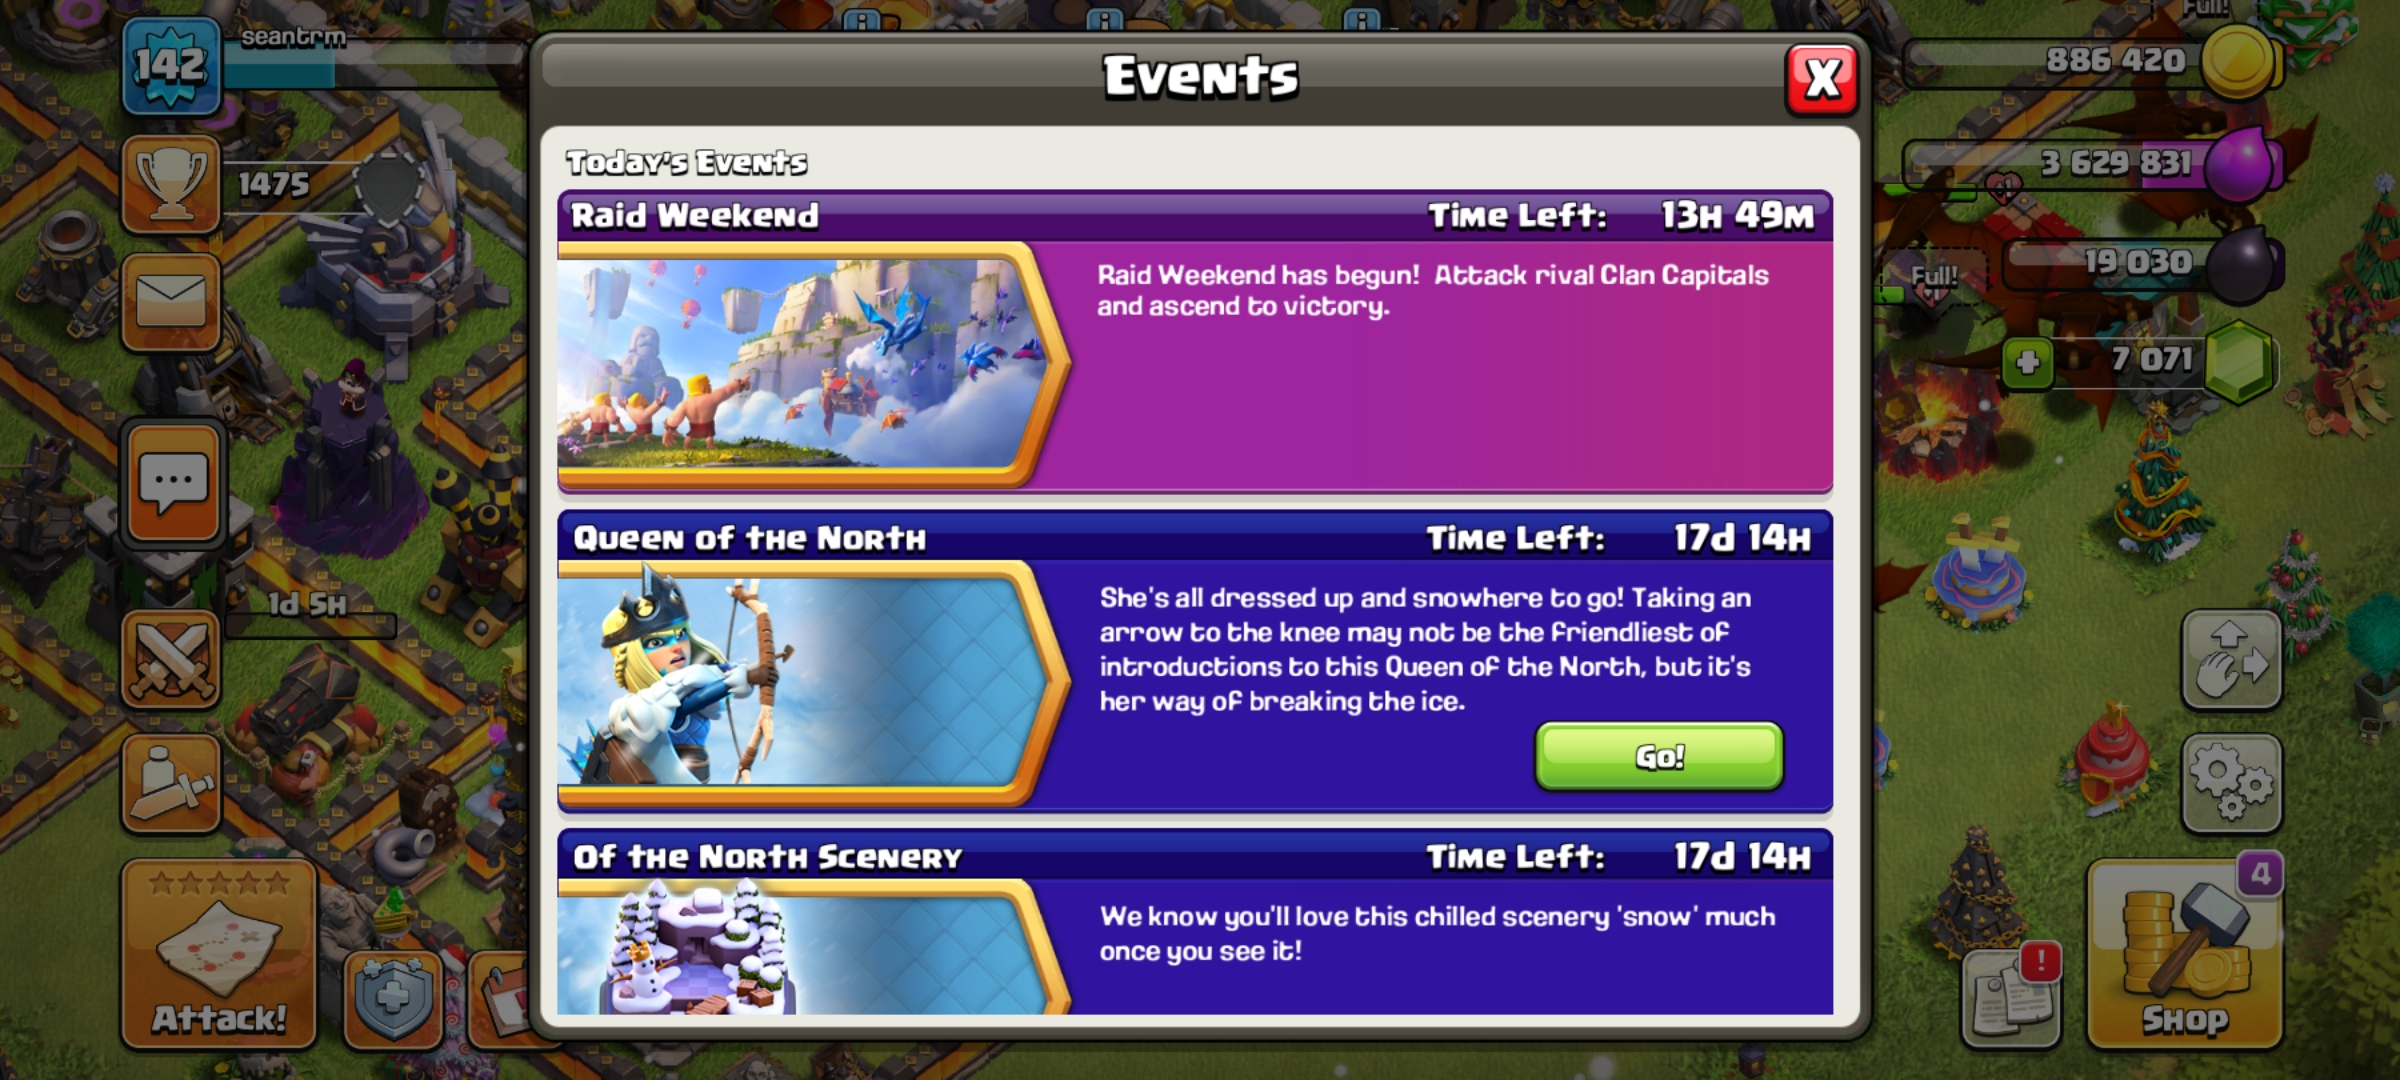 142
seantrm
Events
X
Full!
886 420
Today's Events
1475
Raid Weekend
Time Left: 13H 49M
3 629 831
Raid Weekend has begun! Attack rival Clan Capitals
and ascend to victory.
Full!
19 030
7 071
Queen of the North
Time Left: 17d 14H
She's all dressed up and snowhere to go! Taking an
arrow to the knee may not be the friendliest of
introductions to this Queen of the North, but it's
her way of breaking the ice.
1d 5H
Go!
Of the North Scenery
Time Left: 17d 14H
We know you'll love this chilled scenery 'snow' much
once you see it!
4
!
Attack!
Shop